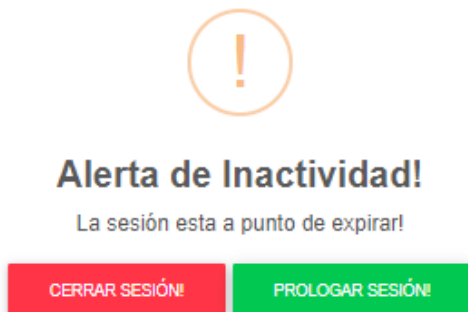 !
Alerta de Inactividad!
La sesión esta a punto de expirar!
CERRAR SESIÓN! PROLOGAR SESIÓN!